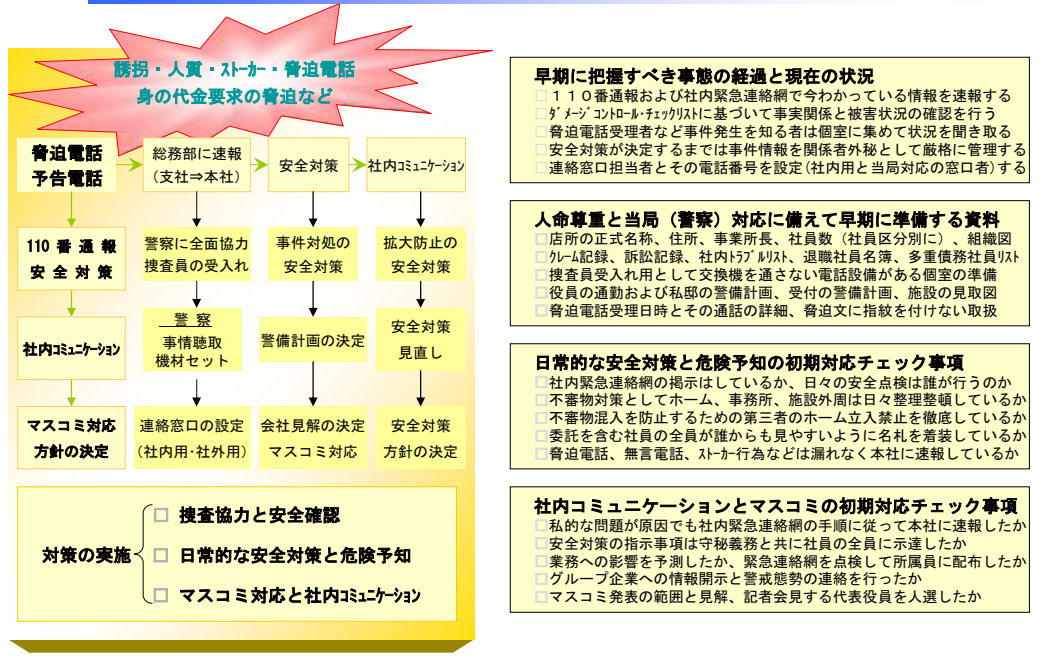 誘拐・人質・ｽﾄｰｶｰ・脅迫電話
身の代金要求の脅迫など
脅迫電話
予告電話
総務部に速報
（支社⇒本社）
安全対策
社内ｺﾐｭﾆｹｰｼｮﾝ
110 番 通 報
安 全 対 策
警察に全面協力
捜査員の受入れ
事件対処の
安全対策
拡大防止の
安全対策
社内ｺﾐｭﾆｹｰｼｮﾝ
警 察
事情聴取
機材セット
警備計画の決定
安全対策
見直し
マスコミ対応
方針の決定
連絡窓口の設定
（社内用・社外用）
会社見解の決定
マスコミ対応
安全対策
方針の決定
対策の実施
□ 捜査協力と安全確認
□ 日常的な安全対策と危険予知
□ マスコミ対応と社内ｺﾐｭﾆｹｰｼｮﾝ
早期に把握すべき事態の経過と現在の状況
□１１０番通報および社内緊急連絡網で今わかっている情報を速報する
□ﾀﾞﾒｰｼﾞｺﾝﾄﾛｰﾙ・ﾁｪｯｸﾘｽﾄに基づいて事実関係と被害状況の確認を行う
□脅迫電話受理者など事件発生を知る者は個室に集めて状況を聞き取る
□安全対策が決定するまでは事件情報を関係者外秘として厳格に管理する
□連絡窓口担当者とその電話番号を設定（社内用と当局対応の窓口者）する
人命尊重と当局（警察）対応に備えて早期に準備する資料
□店所の正式名称、住所、事業所長、社員数（社員区分別に）、組織図
□ｸﾚｰﾑ記録、訴訟記録、社内ﾄﾗﾌﾞﾙﾘｽﾄ、退職社員名簿、多重債務社員ﾘｽﾄ
□捜査員受入れ用として交換機を通さない電話設備がある個室の準備
□役員の通勤および私邸の警備計画、受付の警備計画、施設の見取図
□脅迫電話受理日時とその通話の詳細、脅迫文に指紋を付けない取扱
日常的な安全対策と危険予知の初期対応チェック事項
□社内緊急連絡網の掲示はしているか、日々の安全点検は誰が行うのか
□不審物対策としてホーム、事務所、施設外周は日々整理整頓しているか
□不審物混入を防止するための第三者のホーム立入禁止を徹底しているか
□委託を含む社員の全員が誰からも見やすいように名札を着装しているか
□脅迫電話、無言電話、ｽﾄｰｶｰ行為などは漏れなく本社に速報しているか
社内コミュニケーションとマスコミの初期対応チェック事項
□私的な問題が原因でも社内緊急連絡網の手順に従って本社に速報したか
□安全対策の指示事項は守秘義務と共に社員の全員に示達したか
□業務への影響を予測したか、緊急連絡網を点検して所属員に配布したか
□グループ企業への情報開示と警戒態勢の連絡を行ったか
□マスコミ発表の範囲と見解、記者会見する代表役員を人選したか